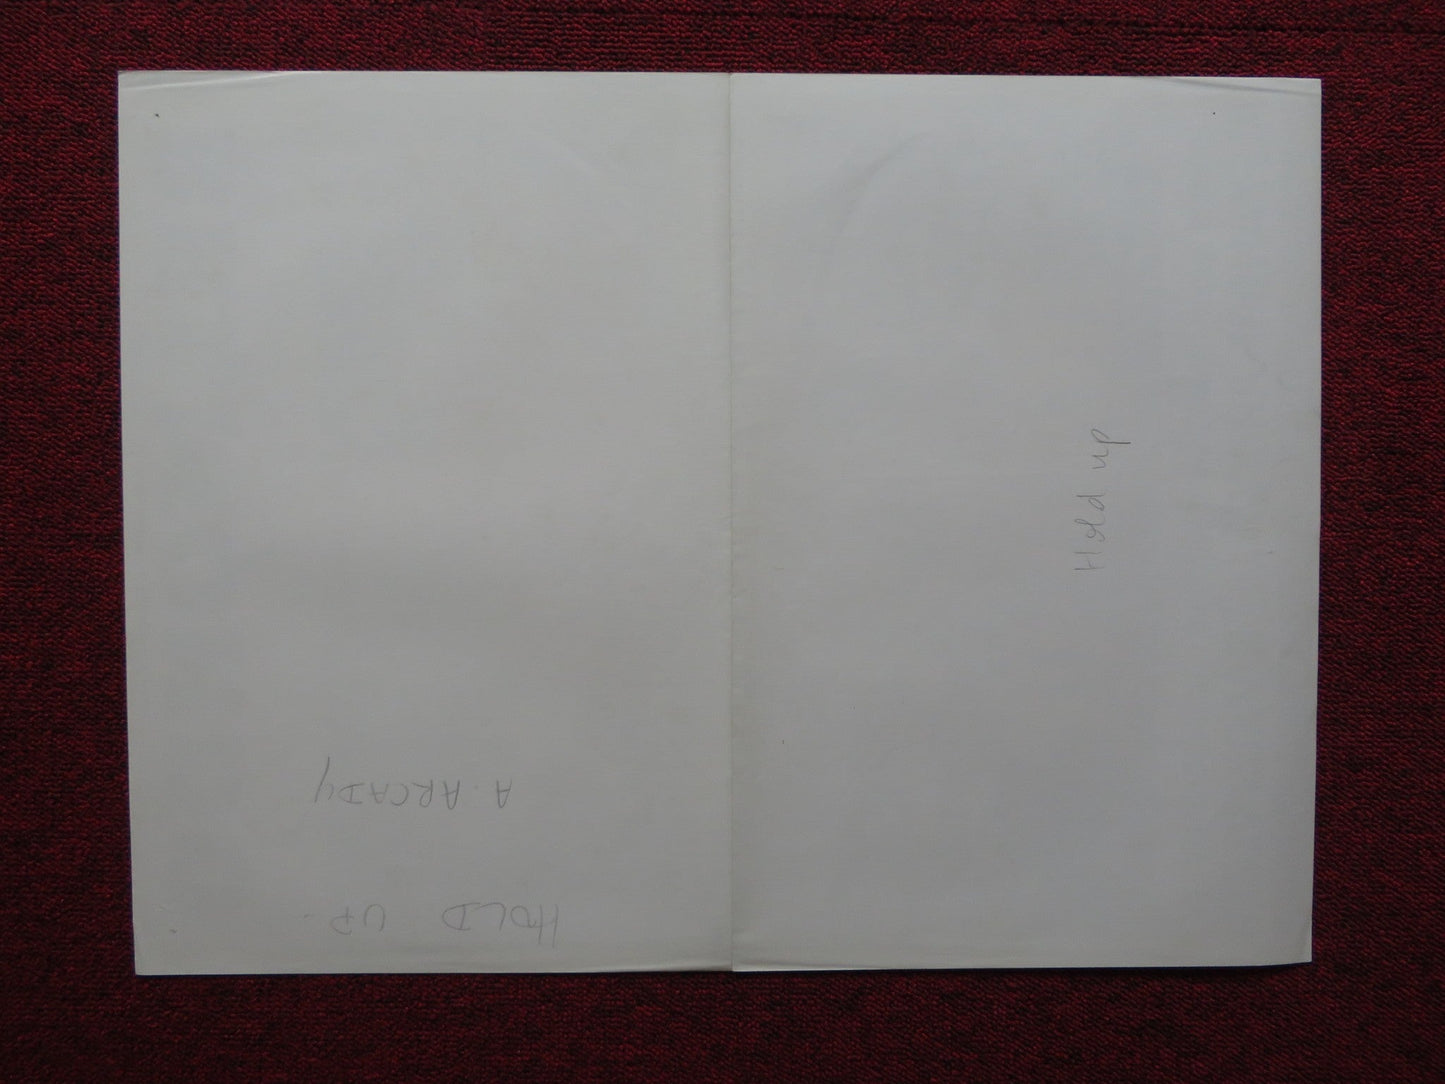 HOLD UP.
A. ARCADY
Hold up